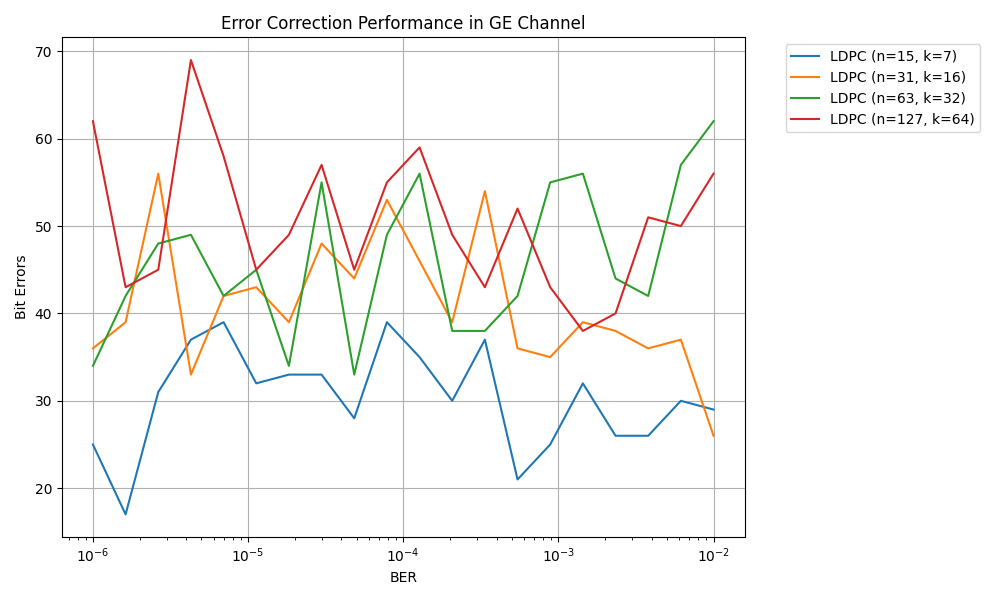 Error Correction Performance in GE Channel
LDPC (n=15, k=7)
LDPC (n=31, k=16)
LDPC (n=63, k=32)
LDPC (n=127, k=64)
Bit Errors
70
60
50
40
30
20
10⁻⁶ 10⁻⁵ 10⁻⁴ 10⁻³ 10⁻²
BER